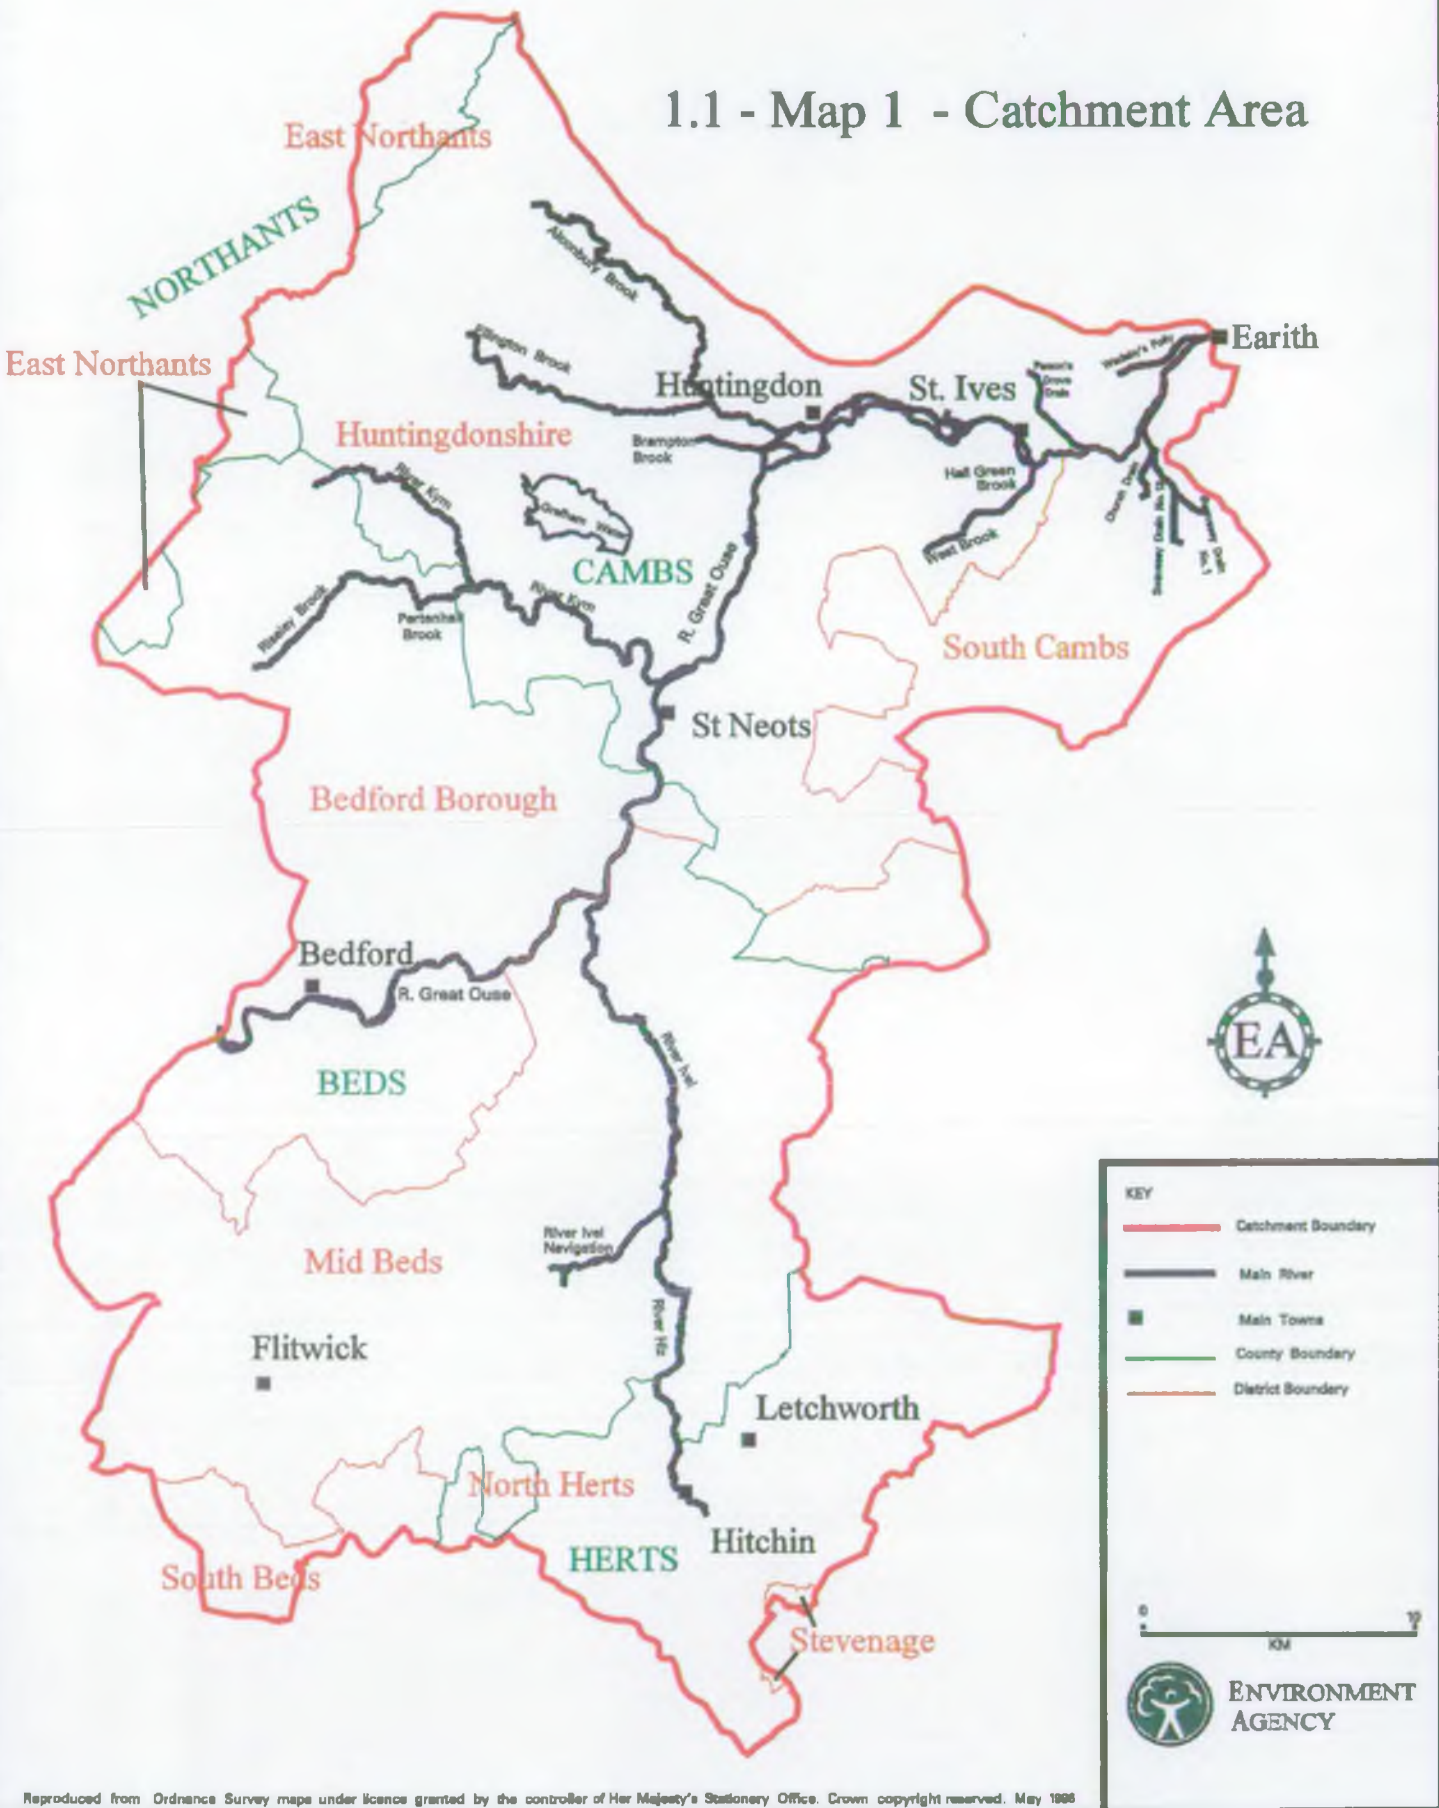 1.1 - Map 1 - Catchment Area
East Northants
NORTHANTS
Alconbury Brook
Earith
East Northants
Ellington Brook
Huntingdon
St. Ives
Huntingdonshire
Brampton
Brook
Hall Green
Brook
River Kym
Grafham Water
West Brook
Church Drain
CAMBS
R. Great Ouse
River Kym
Riseley Brook
Pertenhall
Brook
South Cambs
St Neots
Bedford Borough
Bedford
R. Great Ouse
EA
River Ivel
BEDS
KEY
Catchment Boundary
River Ivel
Navigation
Mid Beds
Main River
Main Towns
River Hiz
County Boundary
Flitwick
District Boundary
Letchworth
North Herts
Hitchin
HERTS
South Beds
0 10
KM
Stevenage
ENVIRONMENT
AGENCY
Reproduced from Ordnance Survey maps under licence granted by the controller of Her Majesty's Stationery Office. Crown copyright reserved. May